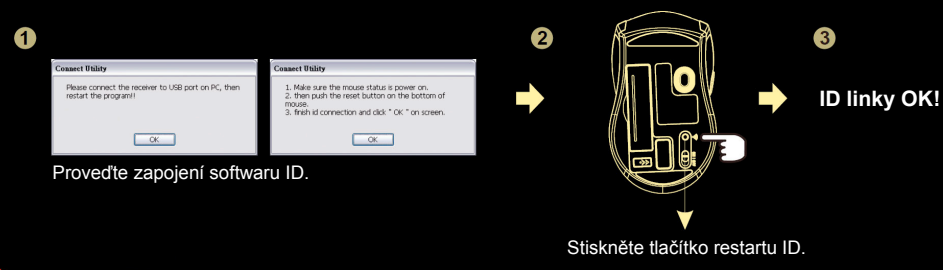 1
Connect Utility
Please connect the receiver to USB port on PC, then
restart the program!!
OK
Connect Utility
1. Make sure the mouse status is power on.
2. then push the reset button on the bottom of
mouse.
3. finish id connection and click " OK " on screen.
OK
Proveďte zapojení softwaru ID.
2
Stiskněte tlačítko restartu ID.
3
ID linky OK!